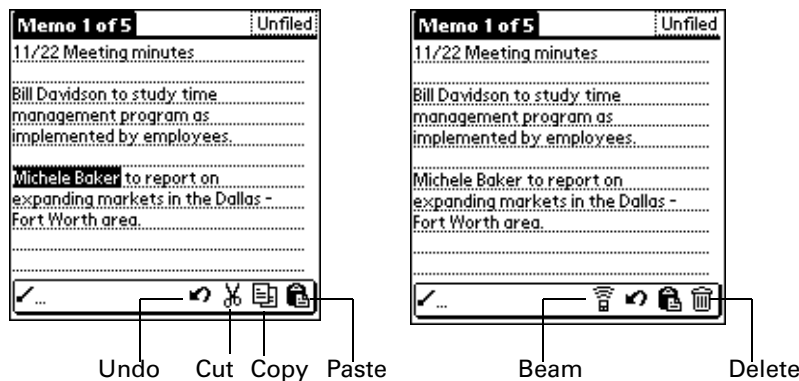 Memo 1 of 5 Unfiled
11/22 Meeting minutes
Bill Davidson to study time
management program as
implemented by employees.
Michele Baker to report on
expanding markets in the Dallas -
Fort Worth area.
...
Undo Cut Copy Paste
Memo 1 of 5 Unfiled
11/22 Meeting minutes
Bill Davidson to study time
management program as
implemented by employees.
Michele Baker to report on
expanding markets in the Dallas -
Fort Worth area.
...
Beam Delete